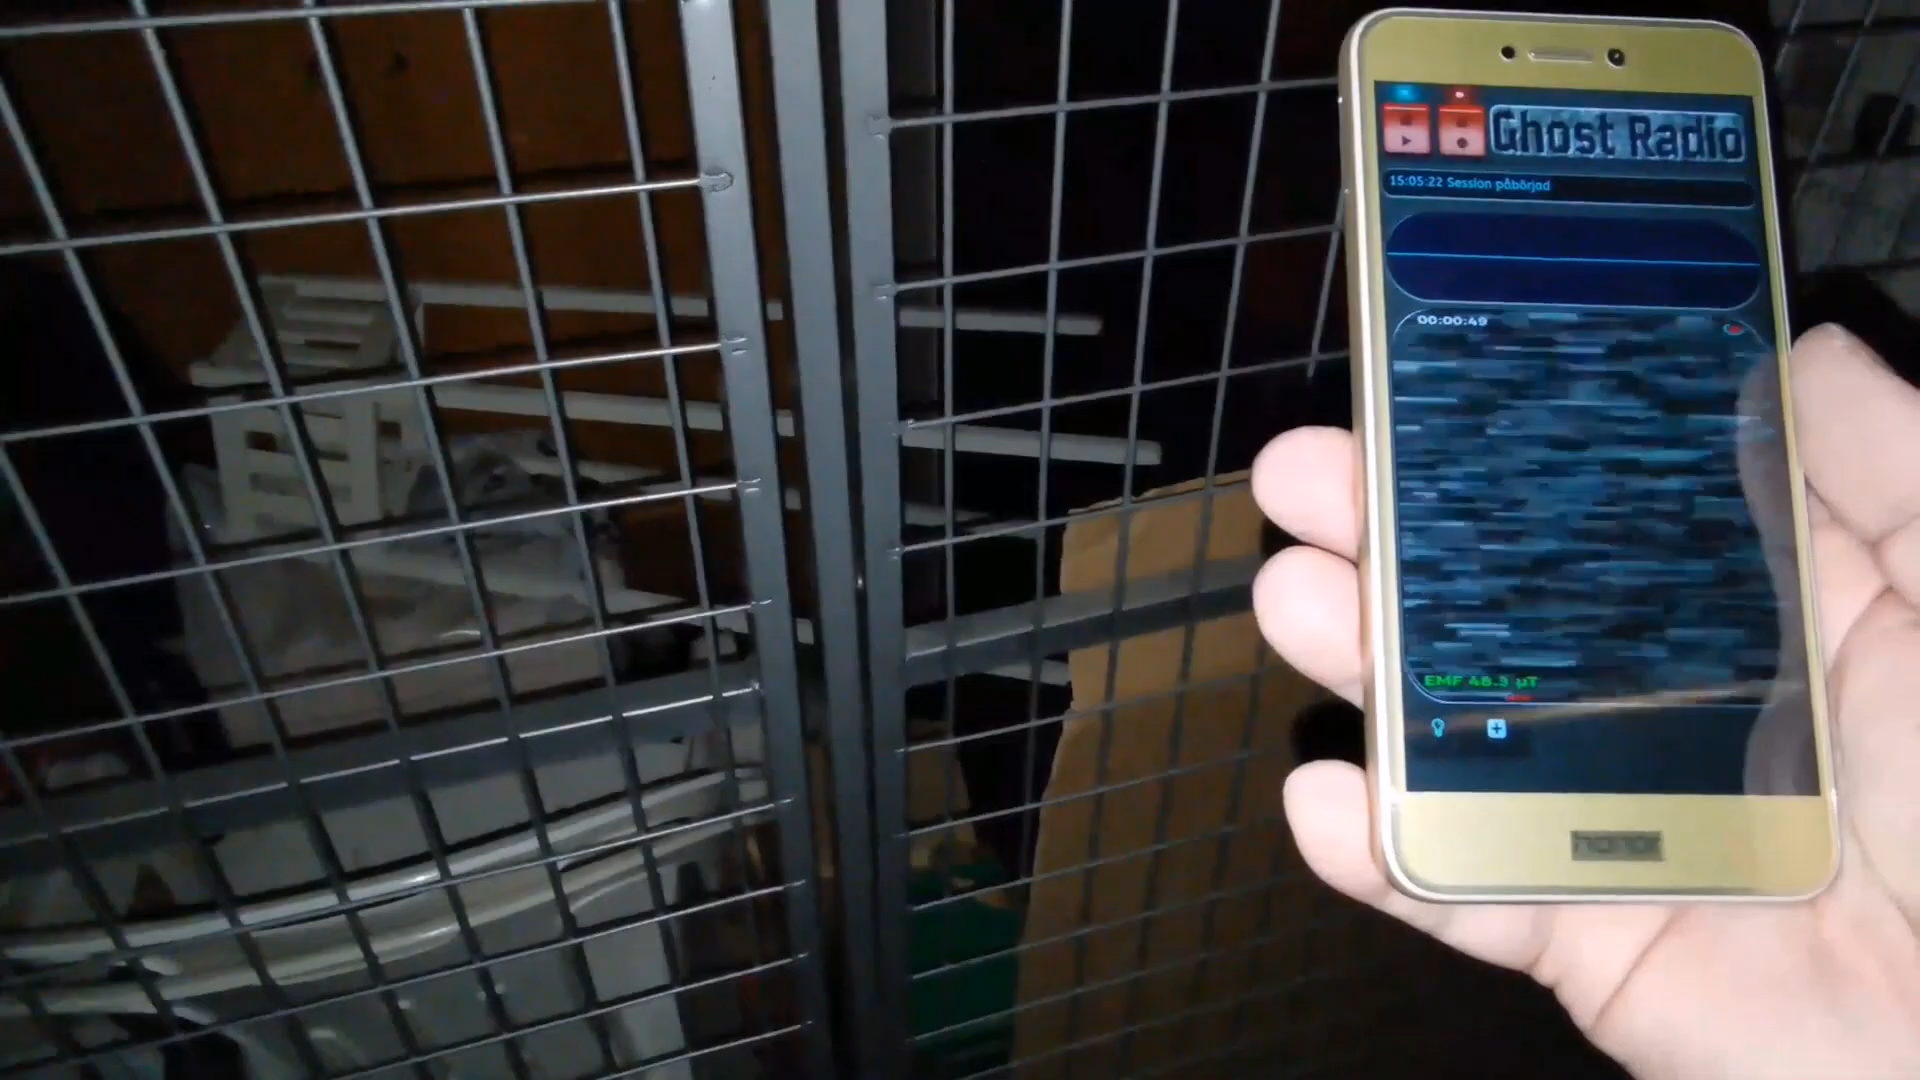 Ghost Radio
15:05:22 Session påbörjad
00:00:49
EMF 48.3 µT
honor